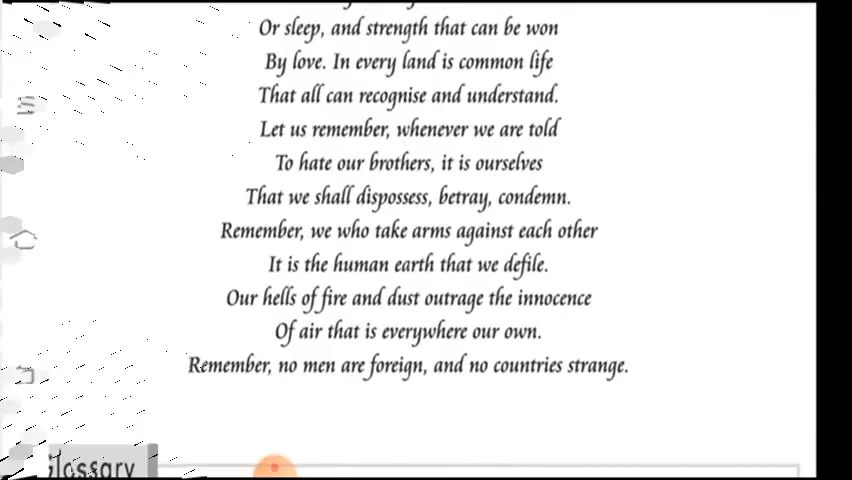 Or sleep, and strength that can be won
By love. In every land is common life
That all can recognise and understand.
Let us remember, whenever we are told
To hate our brothers, it is ourselves
That we shall dispossess, betray, condemn.
Remember, we who take arms against each other
It is the human earth that we defile.
Our hells of fire and dust outrage the innocence
Of air that is everywhere our own.
Remember, no men are foreign, and no countries strange.
Glossary